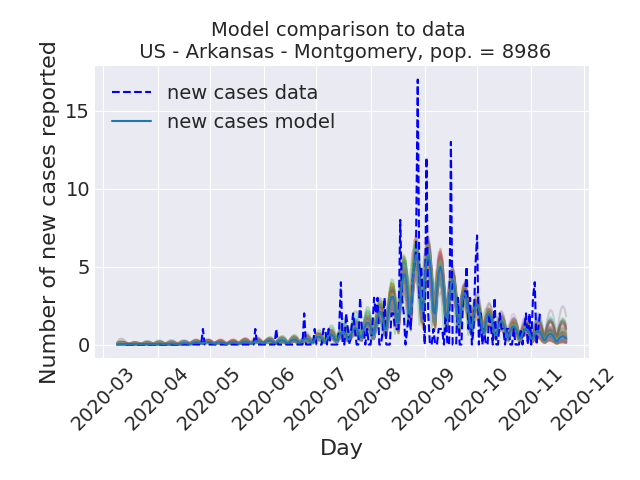 Model comparison to data
US - Arkansas - Montgomery, pop. = 8986
new cases data
new cases model
Number of new cases reported
15
10
5
0
2020-03
2020-04
2020-05
2020-06
2020-07
2020-08
2020-09
2020-10
2020-11
2020-12
Day